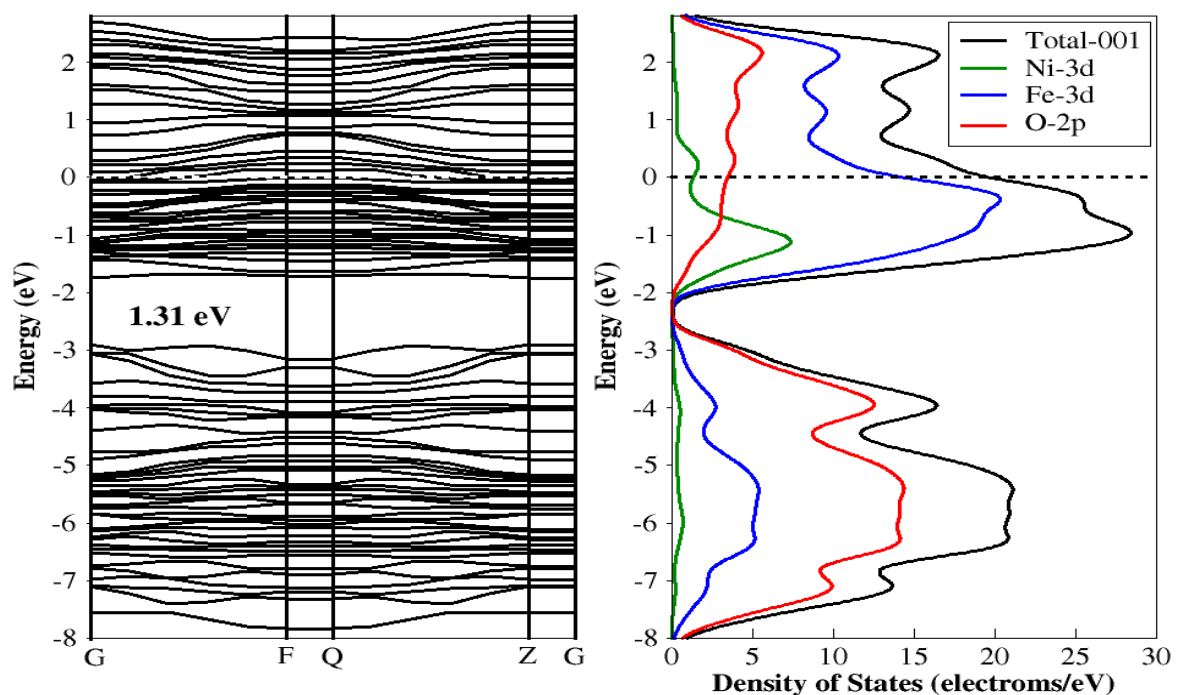 Energy (eV)
2
1
0
-1
-2
-3
-4
-5
-6
-7
-8
1.31 eV
G
F
Q
Z
G
Energy (eV)
2
1
0
-1
-2
-3
-4
-5
-6
-7
-8
Total-001
Ni-3d
Fe-3d
O-2p
0
5
10
15
20
25
30
Density of States (electroms/eV)